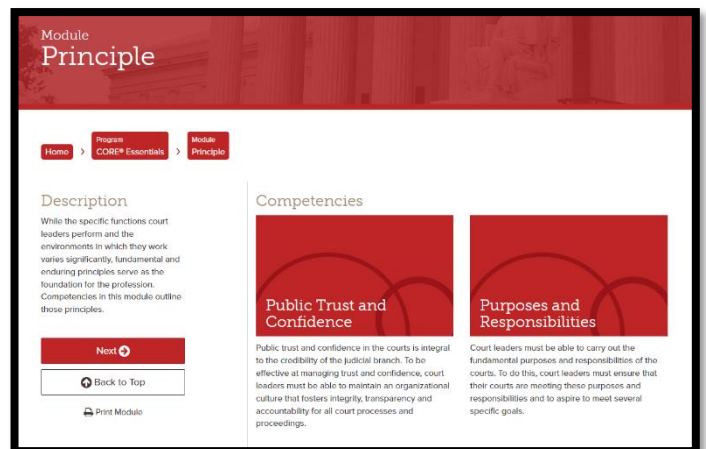 Module
Principle
Home
Program
CORE® Essentials
Module
Principle
Description
While the specific functions court
leaders perform and the
environments in which they work
varies significantly, fundamental and
enduring principles serve as the
foundation for the profession.
Competencies in this module outline
those principles.
Next
Back to Top
Print Module
Competencies
Public Trust and
Confidence
Public trust and confidence in the courts is integral
to the credibility of the judicial branch. To be
effective at managing trust and confidence, court
leaders must be able to maintain an organizational
culture that fosters integrity, transparency and
accountability for all court processes and
proceedings.
Purposes and
Responsibilities
Court leaders must be able to carry out the
fundamental purposes and responsibilities of the
courts. To do this, court leaders must ensure that
their courts are meeting these purposes and
responsibilities and to aspire to meet several
specific goals.